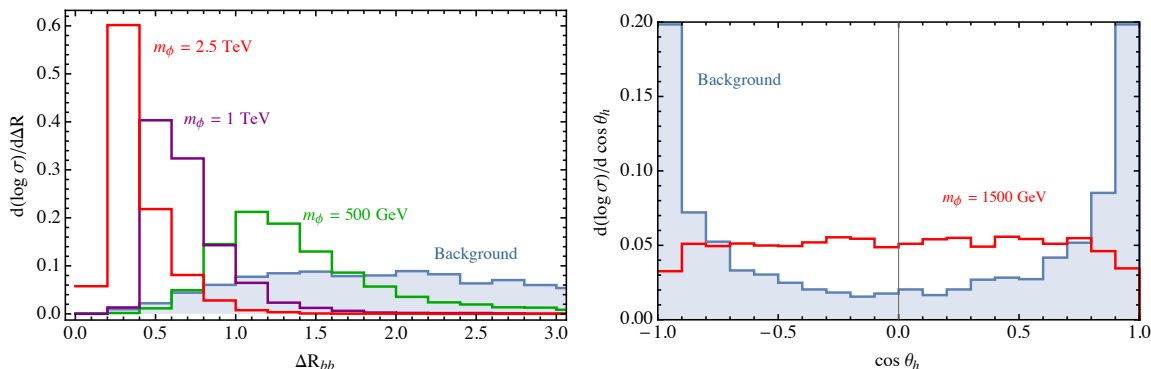 0.6
0.5
0.4
0.3
0.2
0.1
0.0
d(log σ)/dΔR
m_ϕ = 2.5 TeV
m_ϕ = 1 TeV
m_ϕ = 500 GeV
Background
0.0 0.5 1.0 1.5 2.0 2.5 3.0
ΔR_bb
0.20
0.15
0.10
0.05
0.00
d(log σ)/d cos θ_h
Background
m_ϕ = 1500 GeV
-1.0 -0.5 0.0 0.5 1.0
cos θ_h